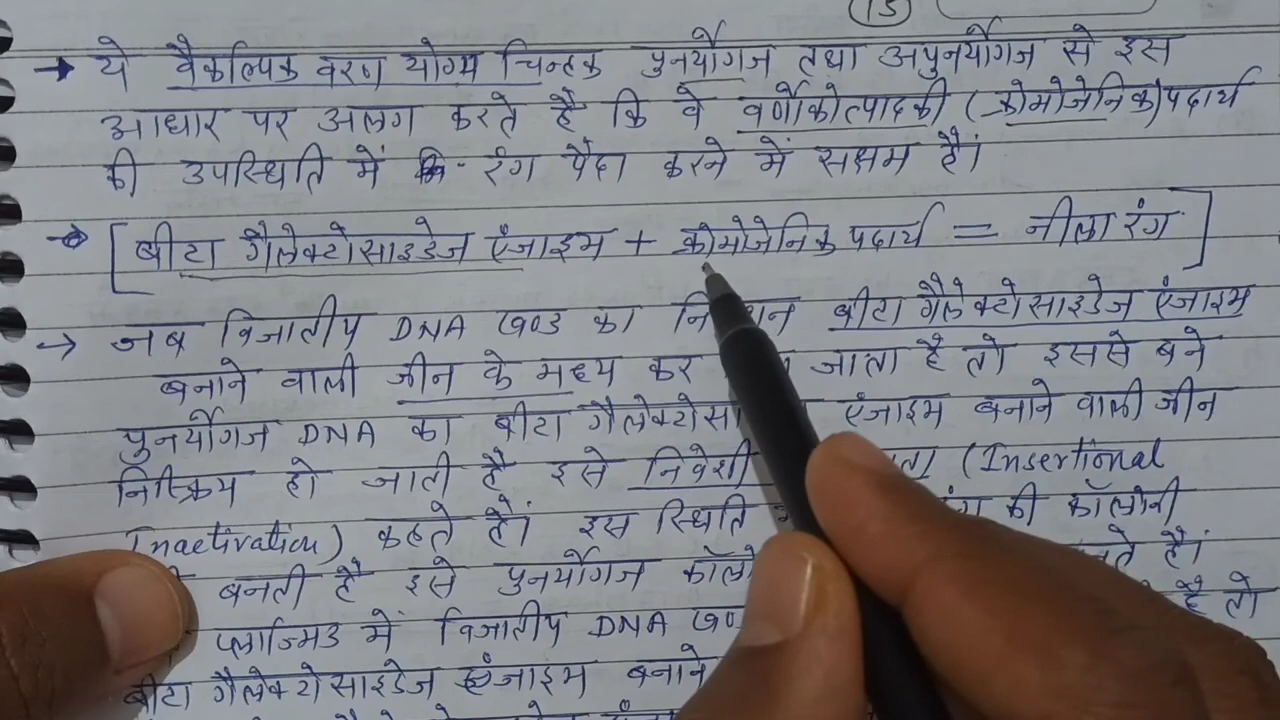 15
→ ये वैकल्पिक वरण योग्य चिन्हक पुनर्योगज तथा अपुनर्योगज से इस
आधार पर अलग करते हैं कि वे वर्णोकोत्पादकी (क्रोमोजेनिक) पदार्थ
की उपस्थिति में रंग पैदा करने में सक्षम है।
→ [बीटा गैलेक्टोसाइडेज एंजाइम + क्रोमोजेनिक पदार्थ = नीला रंग]
→ जब विजातीय DNA खण्ड का बीटा गैलेक्टोसाइडेज एंजाइम
बनाने वाली जीन के मध्य कर जाता है तो इससे बने
पुनर्योगज DNA का बीटा एंजाइम बनाने वाली जीन
निष्क्रिय हो जाती है इसे निवेशी (Insertional
Inactivation) कहते है। इस स्थिति की कॉलोनी
बनती है इसे पुनर्योगज है।
प्लाज्मिड में विजातीय DNA है तो
बीटा गैलेक्टोसाइडेज एंजाइम बनाने